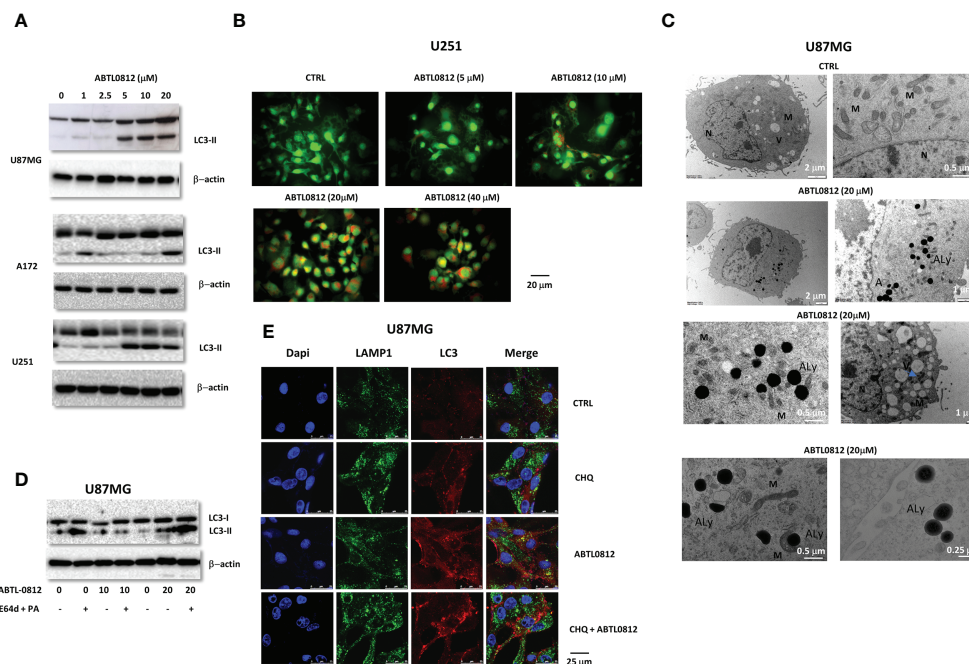 A
ABTL0812 (μM)
0 1 2.5 5 10 20
LC3-II
U87MG
β–actin
LC3-II
A172
β–actin
LC3-II
U251
β–actin
B
U251
CTRL ABTL0812 (5 μM) ABTL0812 (10 μM)
ABTL0812 (20μM) ABTL0812 (40 μM)
20 μm
C
U87MG
CTRL
N M V 2 μm
M M N 0.5 μm
ABTL0812 (20 μM)
2 μm
ALy A 1 μm
ABTL0812 (20μM)
M ALy M 0.5 μm
N M 1 μm
ABTL0812 (20μM)
M ALy M 0.5 μm
ALy 0.25 μm
D
U87MG
LC3-I
LC3-II
β–actin
ABTL-0812 0 0 10 10 0 20 20
E64d + PA - + - + - - +
E
U87MG
Dapi LAMP1 LC3 Merge
CTRL
CHQ
ABTL0812
CHQ + ABTL0812
25 μm